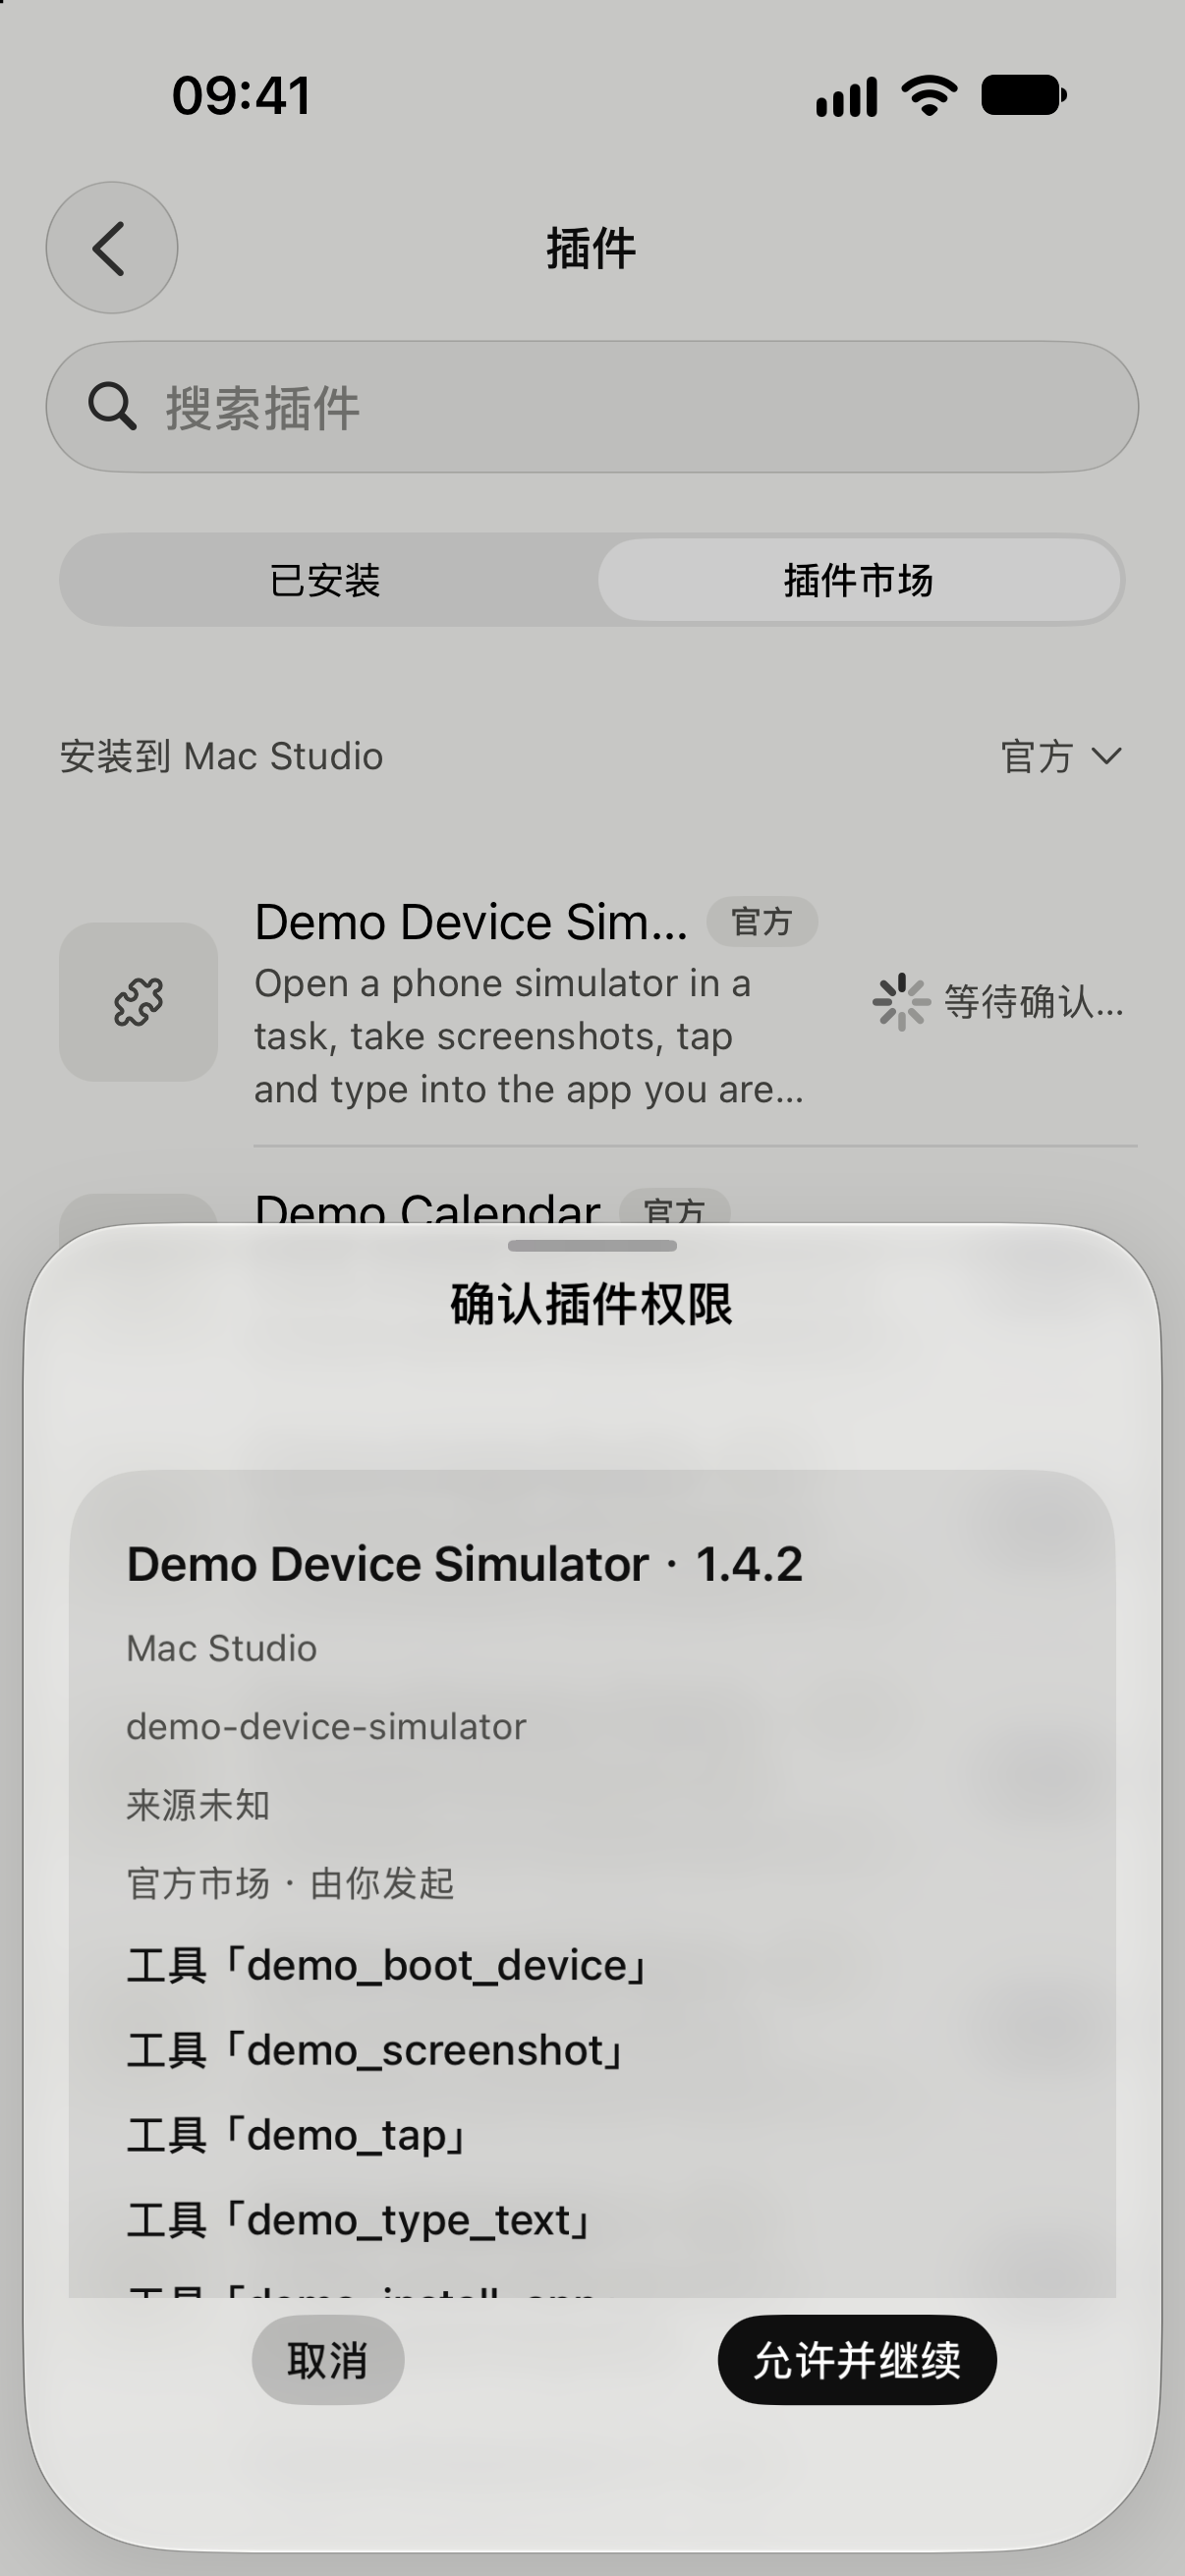 09:41
插件
搜索插件
已安装
插件市场
安装到 Mac Studio
官方
Demo Device Sim...
官方
Open a phone simulator in a
task, take screenshots, tap
and type into the app you are...
等待确认...
Demo Calendar
官方
确认插件权限
Demo Device Simulator · 1.4.2
Mac Studio
demo-device-simulator
来源未知
官方市场 · 由你发起
工具「demo_boot_device」
工具「demo_screenshot」
工具「demo_tap」
工具「demo_type_text」
取消
允许并继续